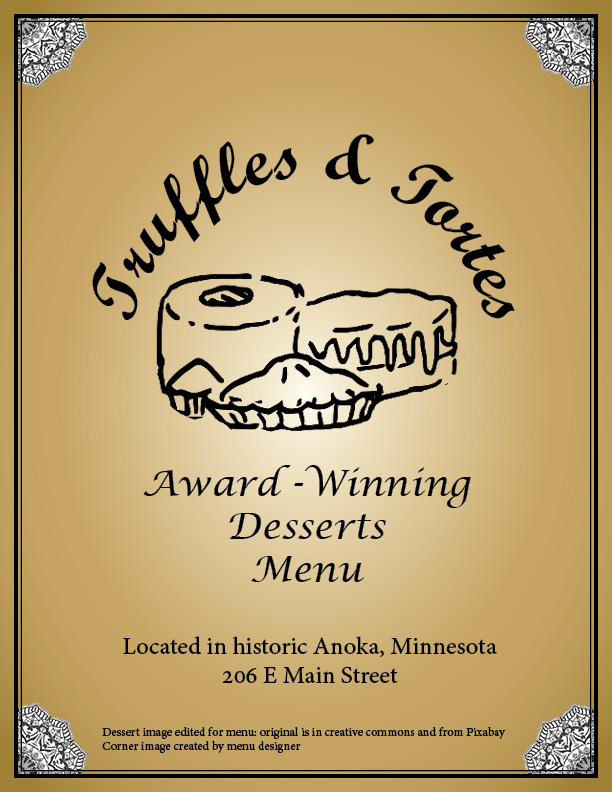 Truffles & Tortes
Award -Winning
Desserts
Menu
Located in historic Anoka, Minnesota
206 E Main Street
Dessert image edited for menu: original is in creative commons and from Pixabay
Corner image created by menu designer